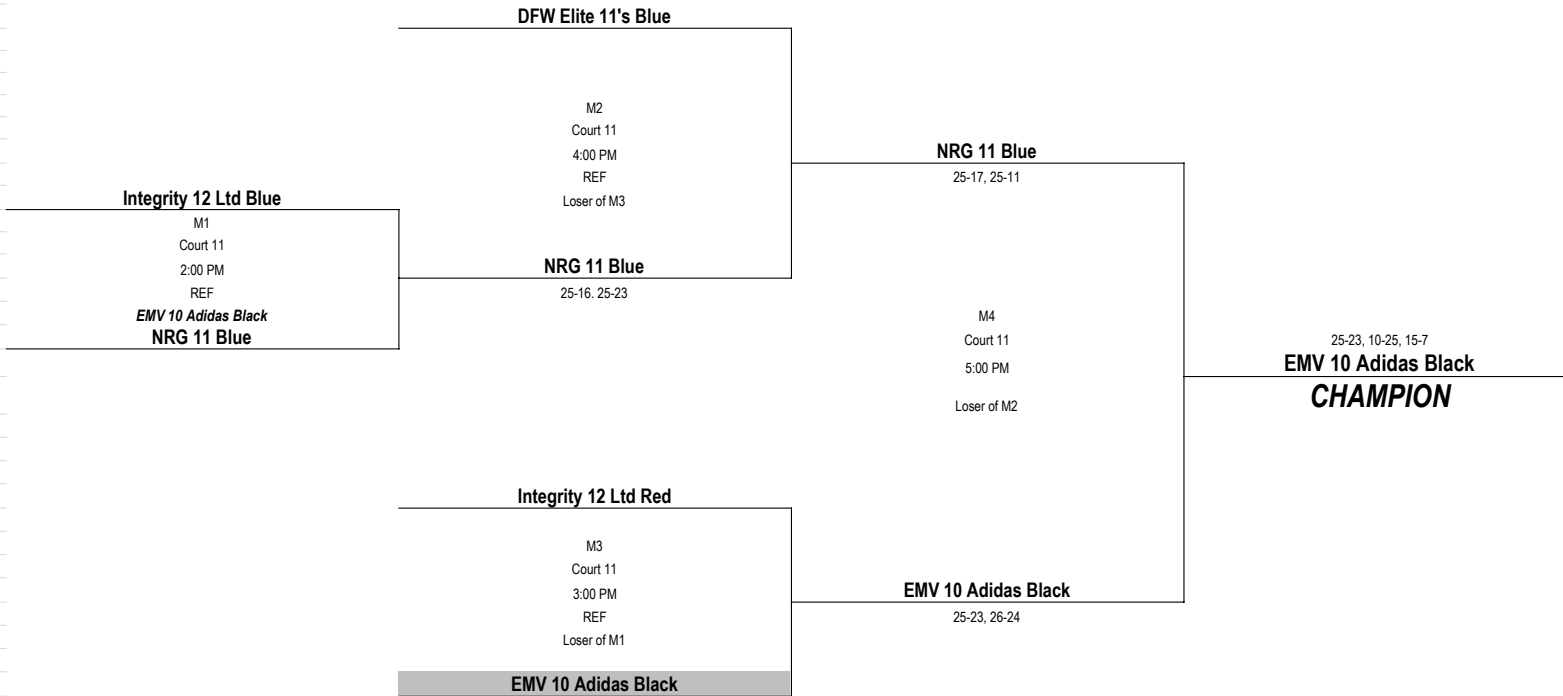 DFW Elite 11's Blue
M2
Court 11
4:00 PM
REF
Loser of M3
NRG 11 Blue
25-17, 25-11
Integrity 12 Ltd Blue
M1
Court 11
2:00 PM
REF
EMV 10 Adidas Black
NRG 11 Blue
NRG 11 Blue
25-16. 25-23
M4
Court 11
5:00 PM
Loser of M2
25-23, 10-25, 15-7
EMV 10 Adidas Black
CHAMPION
Integrity 12 Ltd Red
M3
Court 11
3:00 PM
REF
Loser of M1
EMV 10 Adidas Black
EMV 10 Adidas Black
25-23, 26-24